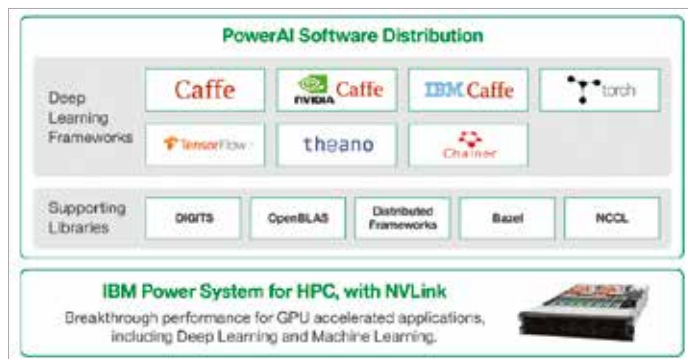 PowerAI Software Distribution
Deep
Learning
Frameworks
Caffe
NVIDIA Caffe
IBM Caffe
torch
TensorFlow
theano
Chainer
Supporting
Libraries
DIGITS
OpenBLAS
Distributed
Frameworks
Bazel
NCCL
IBM Power System for HPC, with NVLink
Breakthrough performance for GPU accelerated applications,
including Deep Learning and Machine Learning.